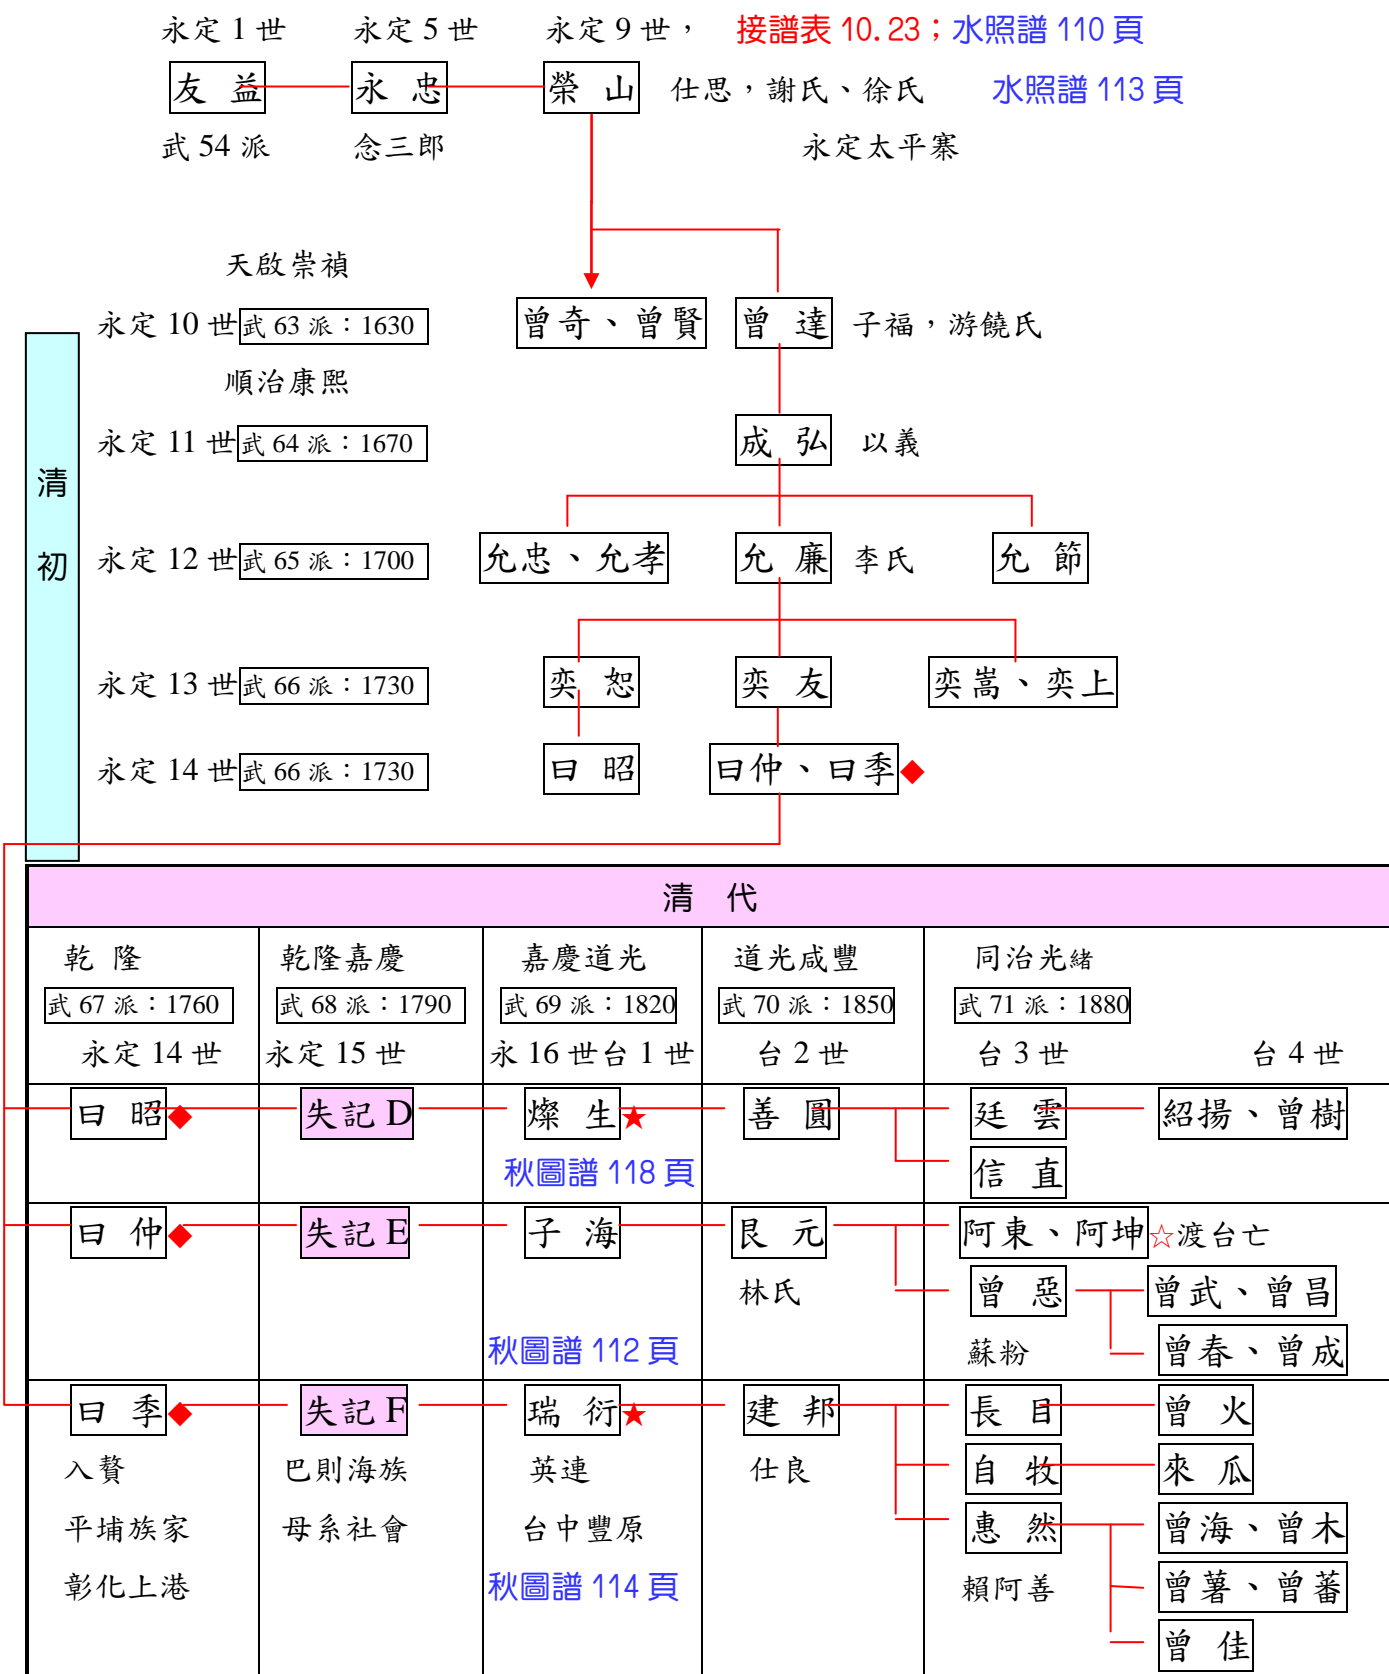 永定 1 世 永定 5 世 永定 9 世， 接譜表 10.23；水照譜 110 頁
友 益 永 忠 榮 山 仕思，謝氏、徐氏 水照譜 113 頁
武 54 派 念三郎 永定太平寨
天啟崇禎
永定 10 世 武 63 派：1630 曾奇、曾賢 曾 達 子福，游饒氏
順治康熙
永定 11 世 武 64 派：1670 成 弘 以義
清初
永定 12 世 武 65 派：1700 允忠、允孝 允 廉 李氏 允 節
永定 13 世 武 66 派：1730 奕 恕 奕 友 奕嵩、奕上
永定 14 世 武 66 派：1730 曰 昭 曰仲、曰季◆
清 代
乾 隆 乾隆嘉慶 嘉慶道光 道光咸豐 同治光緒
武 67 派：1760 武 68 派：1790 武 69 派：1820 武 70 派：1850 武 71 派：1880
永定 14 世 永定 15 世 永 16 世台 1 世 台 2 世 台 3 世 台 4 世
曰 昭◆ 失記 D 燦 生★ 善 圓 廷 雲 紹揚、曾樹
秋圖譜 118 頁 信 直
曰 仲◆ 失記 E 子 海 艮 元 阿東、阿坤☆渡台亡
林氏 曾 惡 曾武、曾昌
秋圖譜 112 頁 蘇粉 曾春、曾成
曰 季◆ 失記 F 瑞 衍★ 建 邦 長 目 曾 火
入贅 巴則海族 英連 仕良 自 牧 來 瓜
平埔族家 母系社會 台中豐原 惠 然 曾海、曾木
彰化上港 秋圖譜 114 頁 賴阿善 曾薯、曾蕃
曾 佳